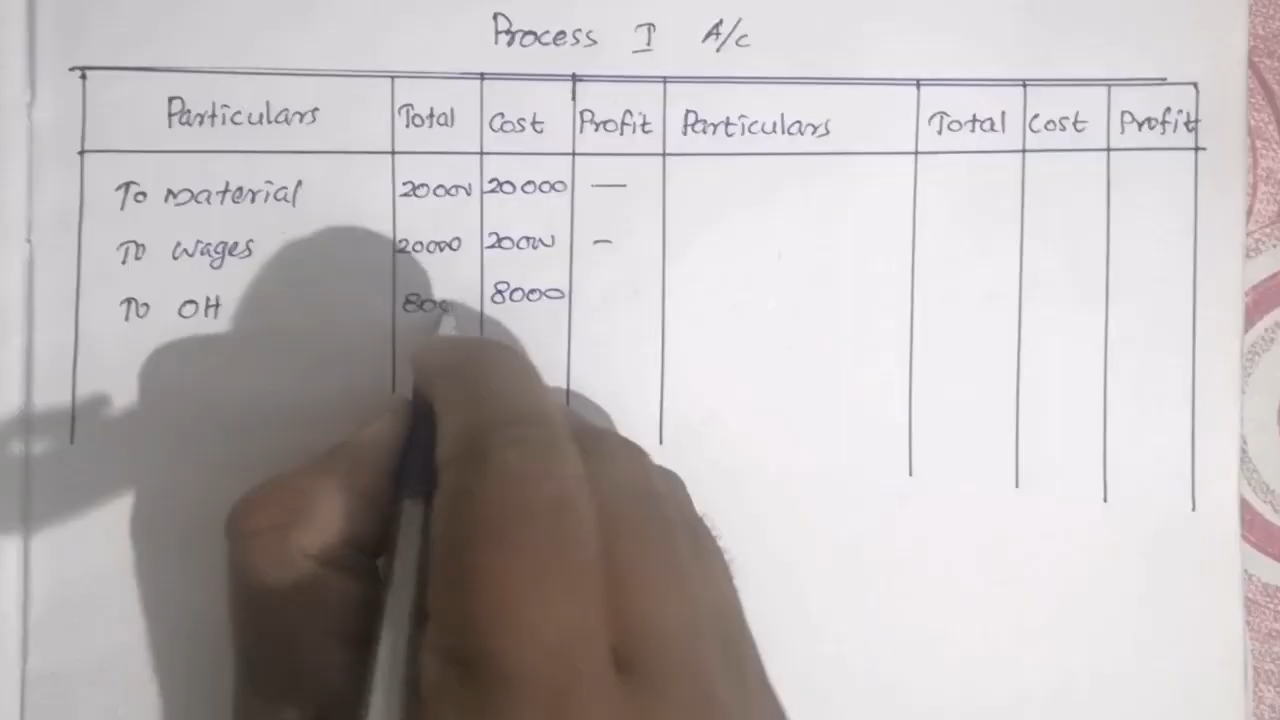 Process I A/c
Particulars Total Cost Profit Particulars Total Cost Profit
To Material 20000 20000 —
To Wages 20000 20000 —
To OH 800 8000